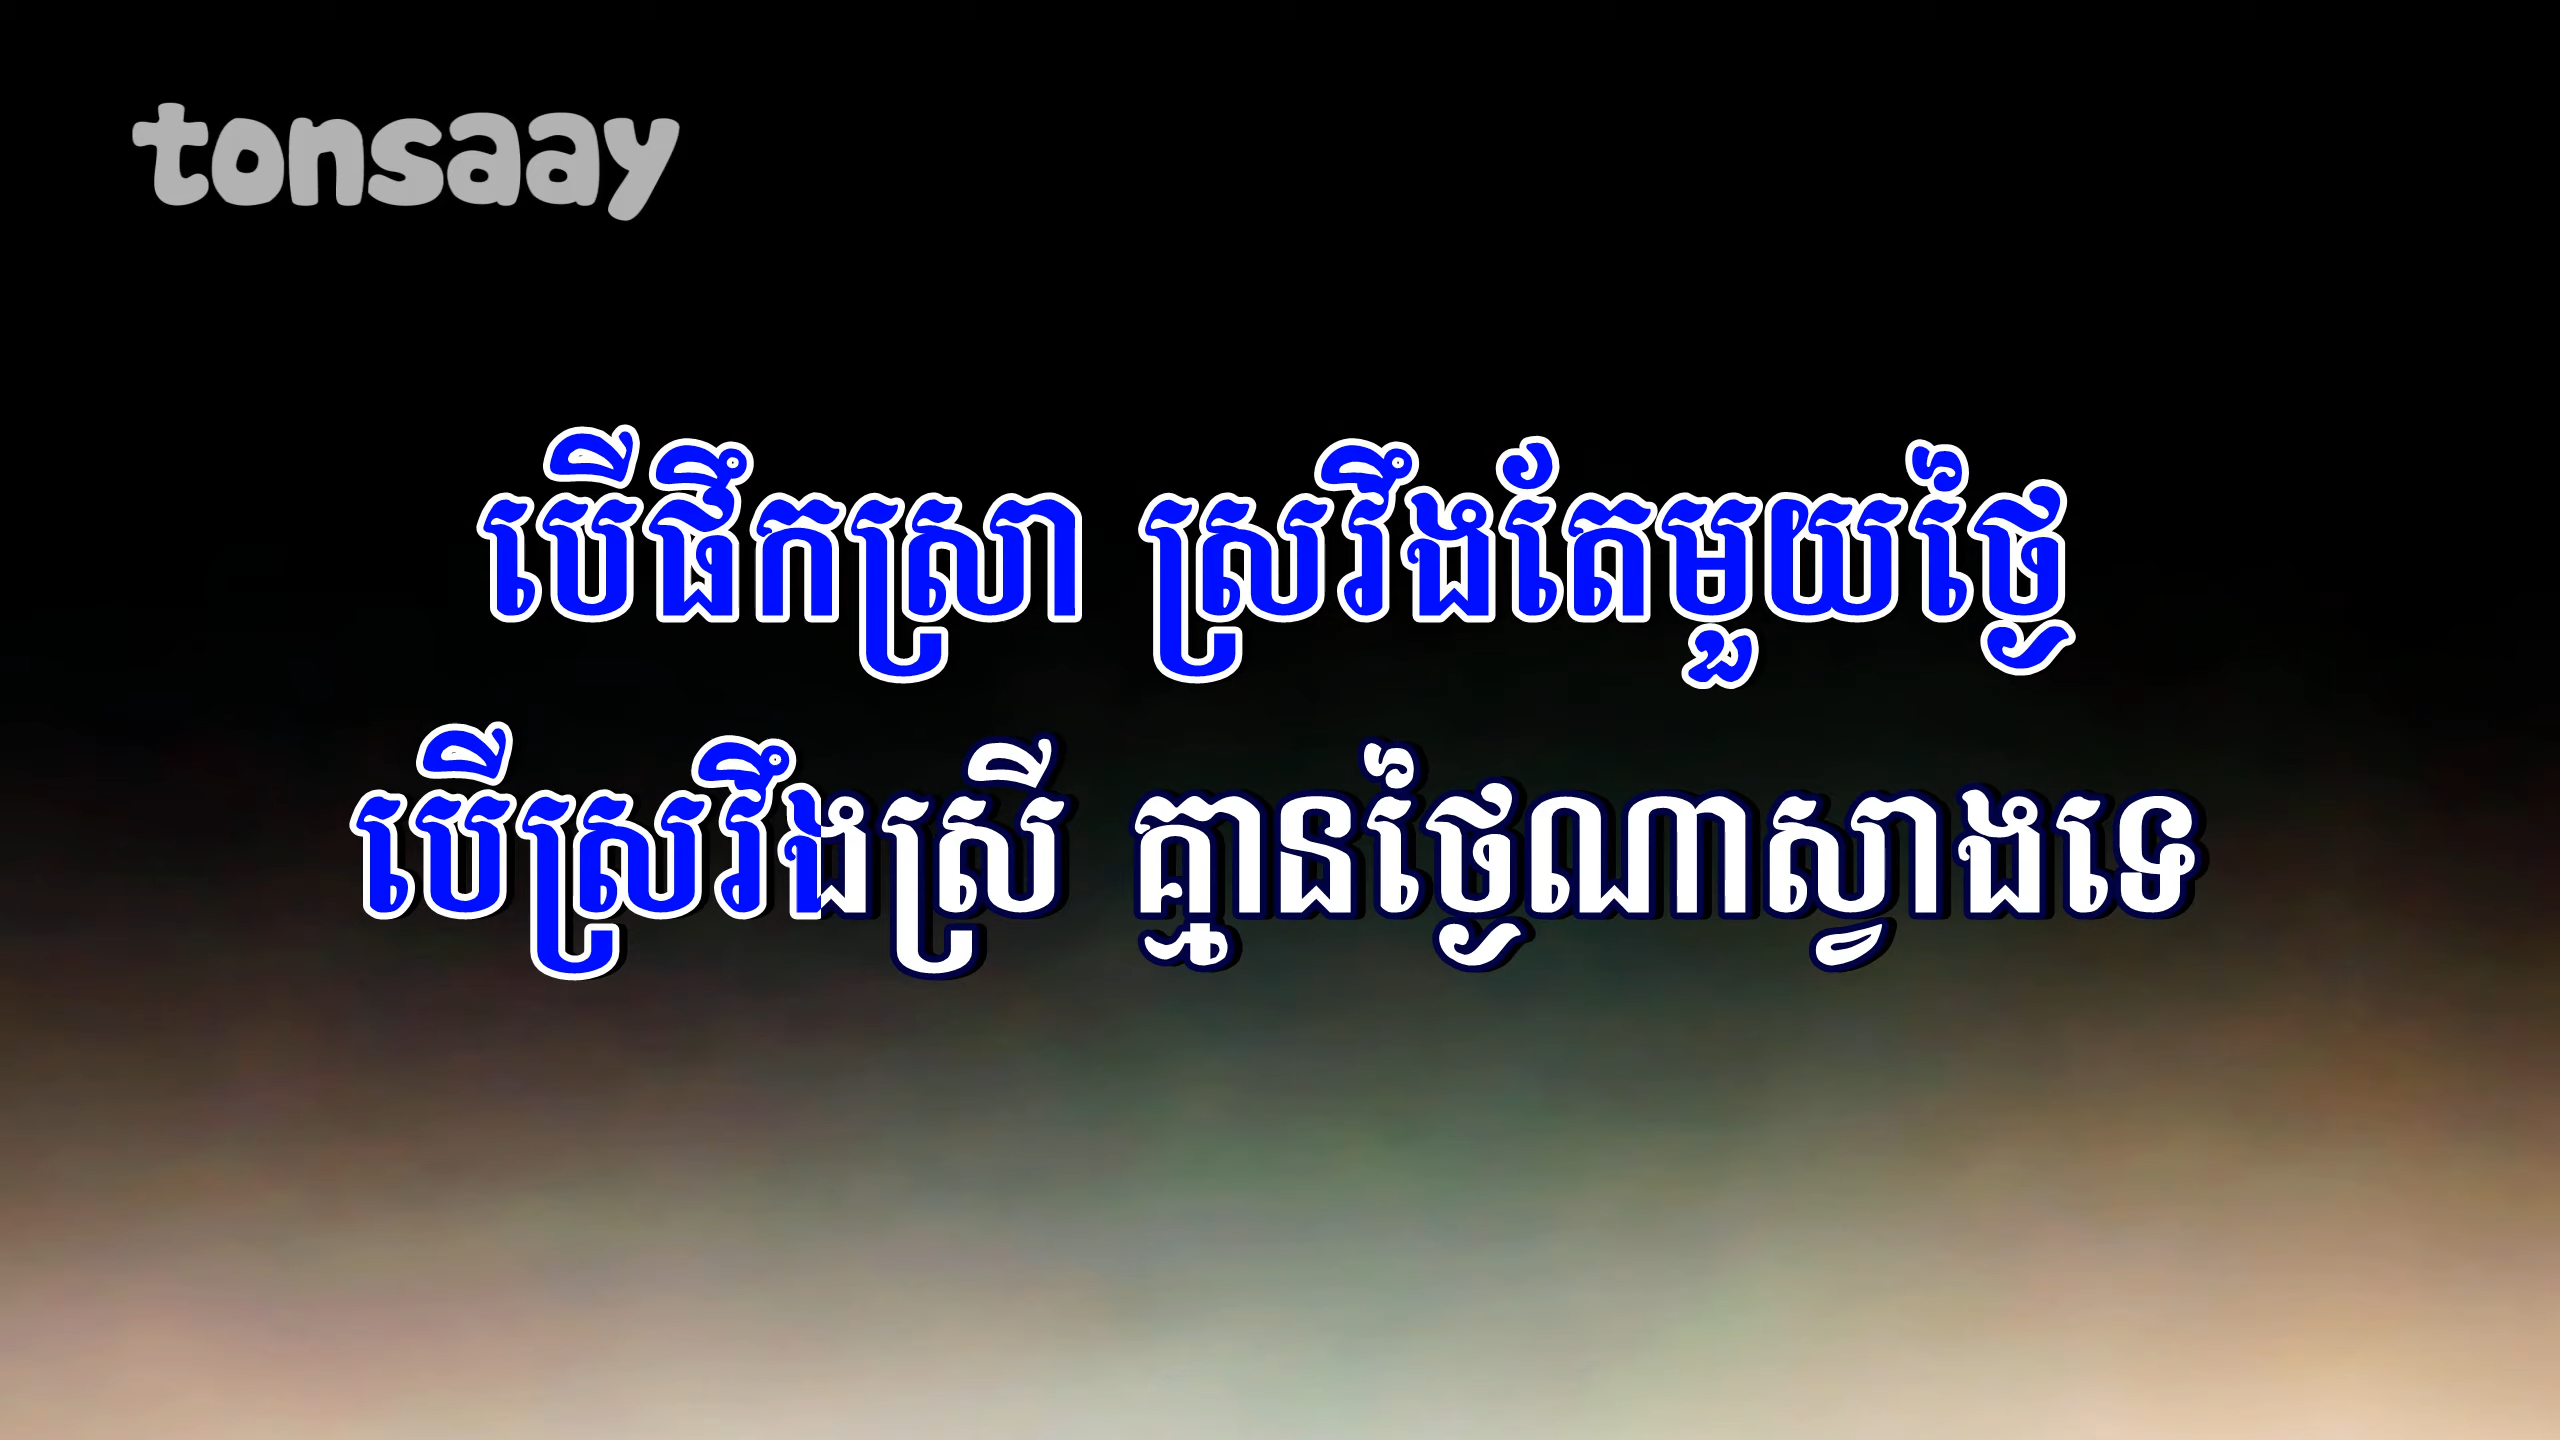 tonsaay
បើផឹកស្រា ស្រវឹងតែមួយថ្ងៃ
បើស្រវឹងស្រី គ្មានថ្ងៃណាស្វាងទេ